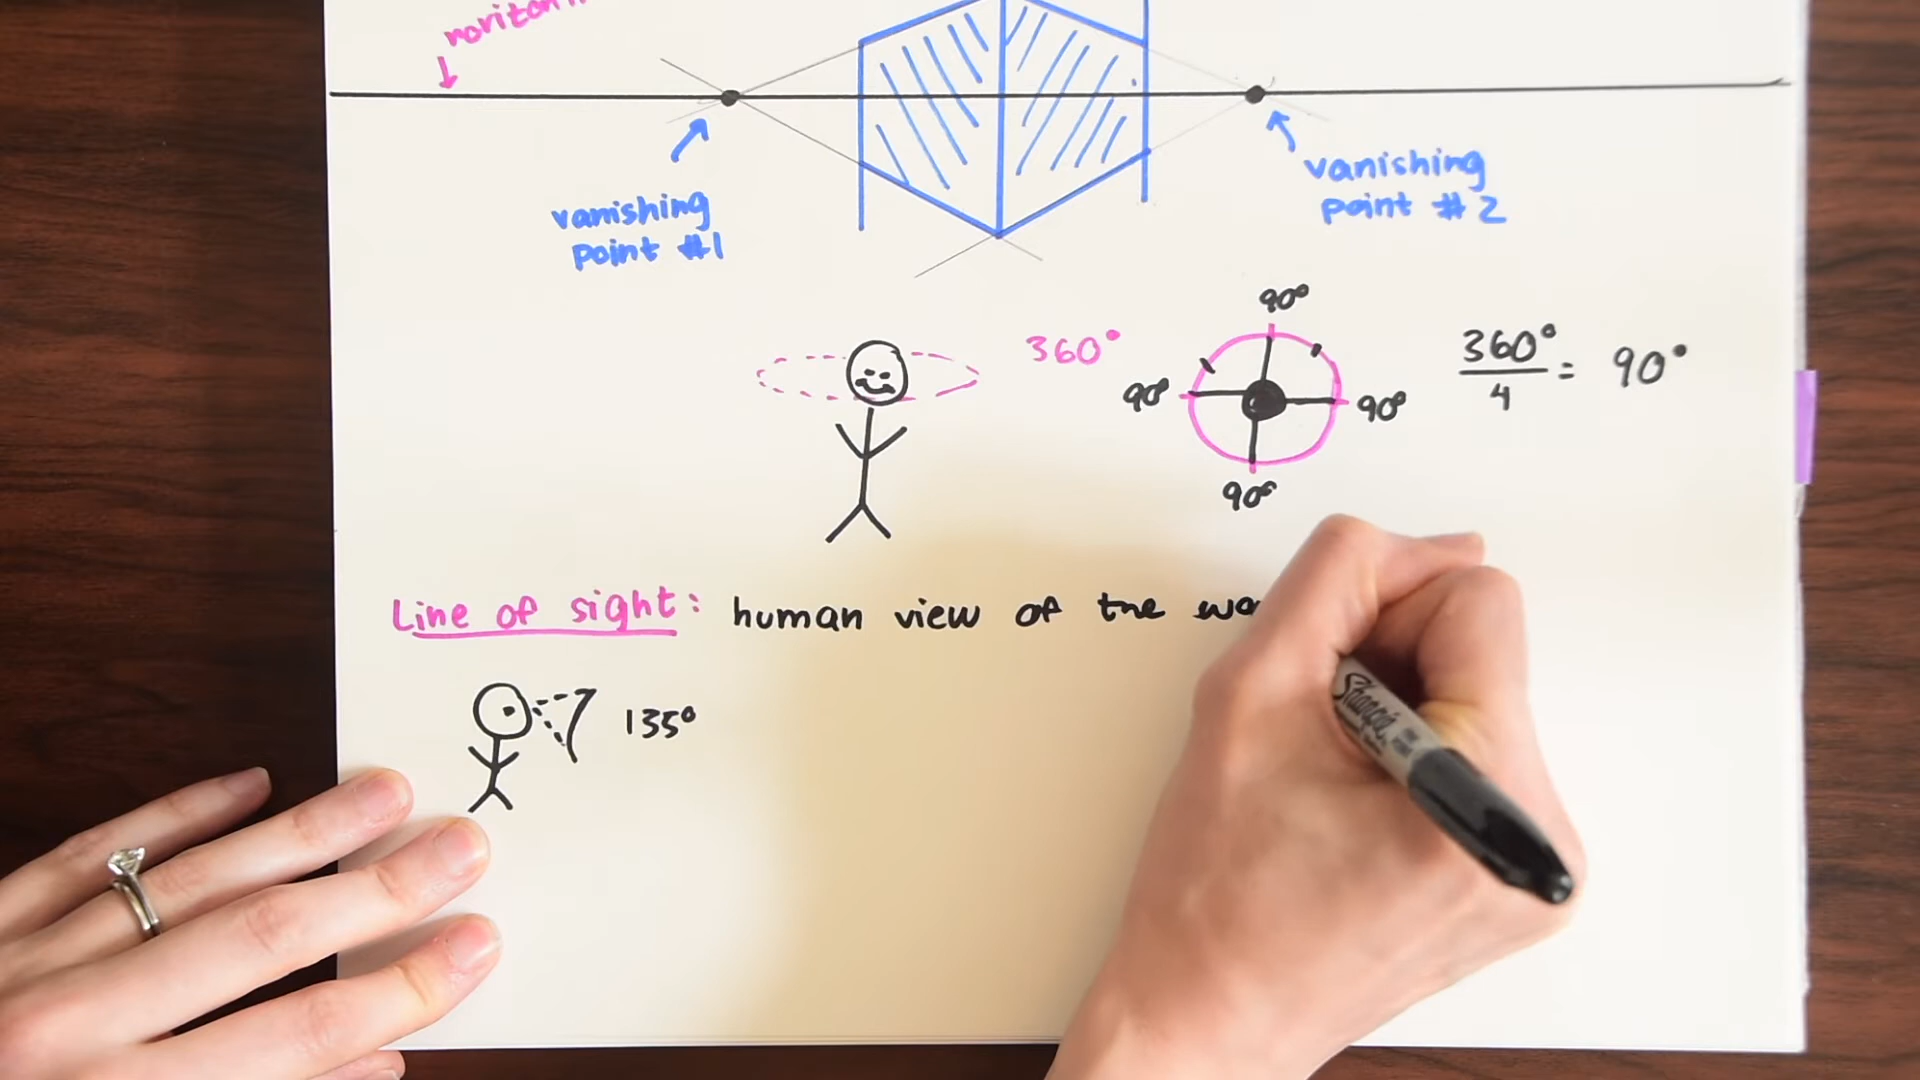 vanishing
point #1
vanishing
point #2
360°
90°
90°
90°
90°
360°
4
= 90°
Line of sight: human view of the
135°
Sharpie